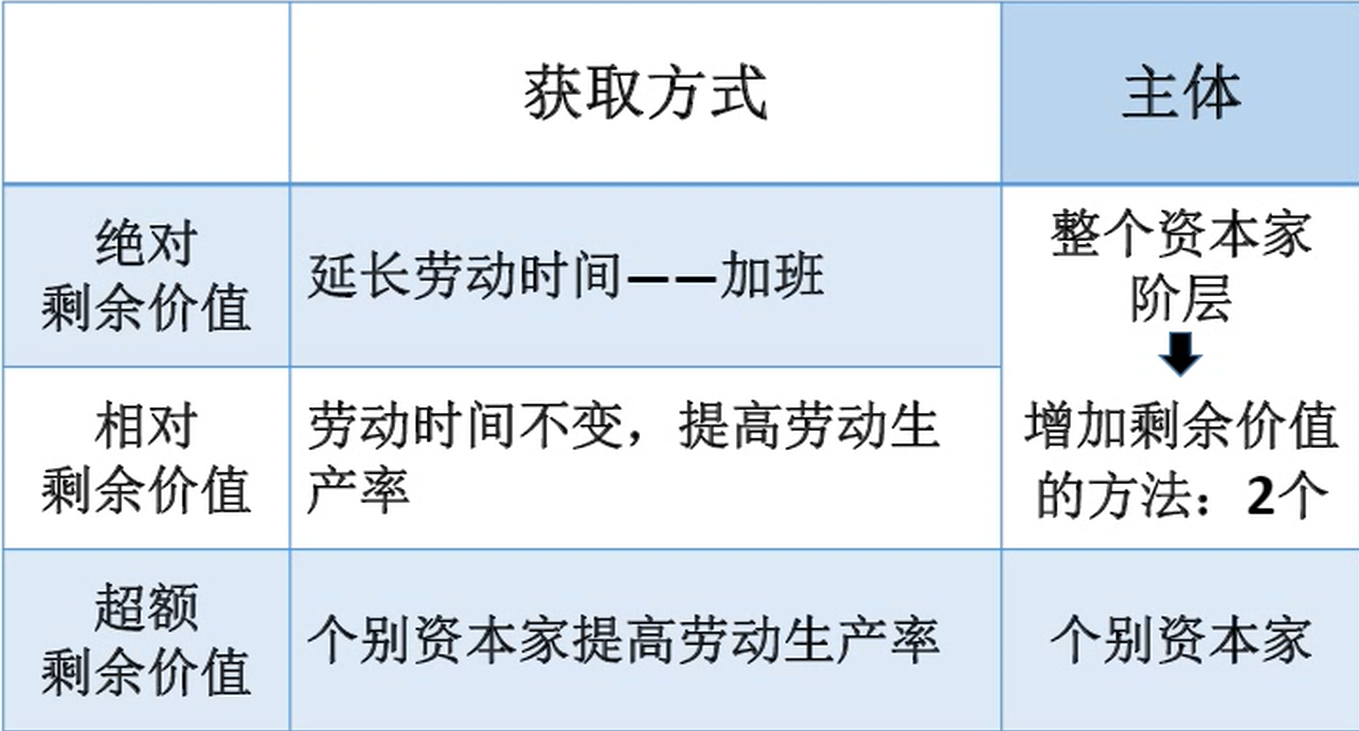 获取方式
主体
绝对
剩余价值
延长劳动时间——加班
整个资本家
阶层
相对
剩余价值
劳动时间不变，提高劳动生
产率
增加剩余价值
的方法：2个
超额
剩余价值
个别资本家提高劳动生产率
个别资本家